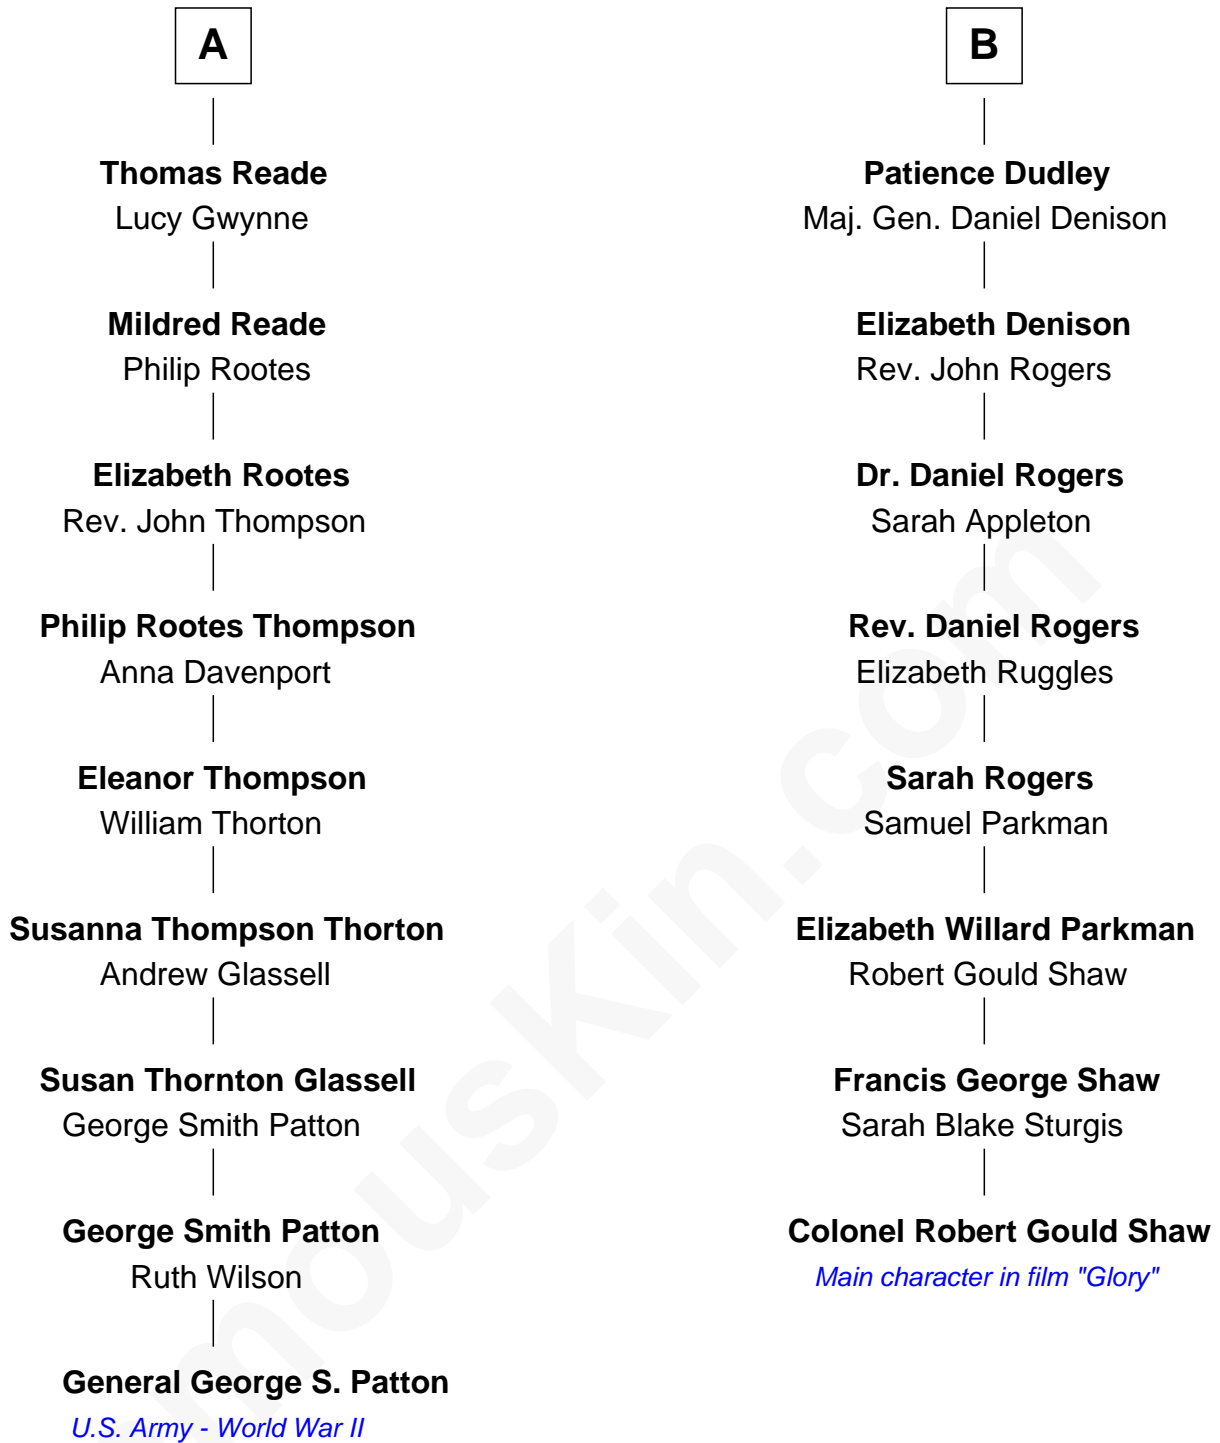 A
Thomas Reade
Lucy Gwynne
Mildred Reade
Philip Rootes
Elizabeth Rootes
Rev. John Thompson
Philip Rootes Thompson
Anna Davenport
Eleanor Thompson
William Thorton
Susanna Thompson Thorton
Andrew Glassell
Susan Thornton Glassell
George Smith Patton
George Smith Patton
Ruth Wilson
General George S. Patton
U.S. Army - World War II
B
Patience Dudley
Maj. Gen. Daniel Denison
Elizabeth Denison
Rev. John Rogers
Dr. Daniel Rogers
Sarah Appleton
Rev. Daniel Rogers
Elizabeth Ruggles
Sarah Rogers
Samuel Parkman
Elizabeth Willard Parkman
Robert Gould Shaw
Francis George Shaw
Sarah Blake Sturgis
Colonel Robert Gould Shaw
Main character in film "Glory"
mousKin.com